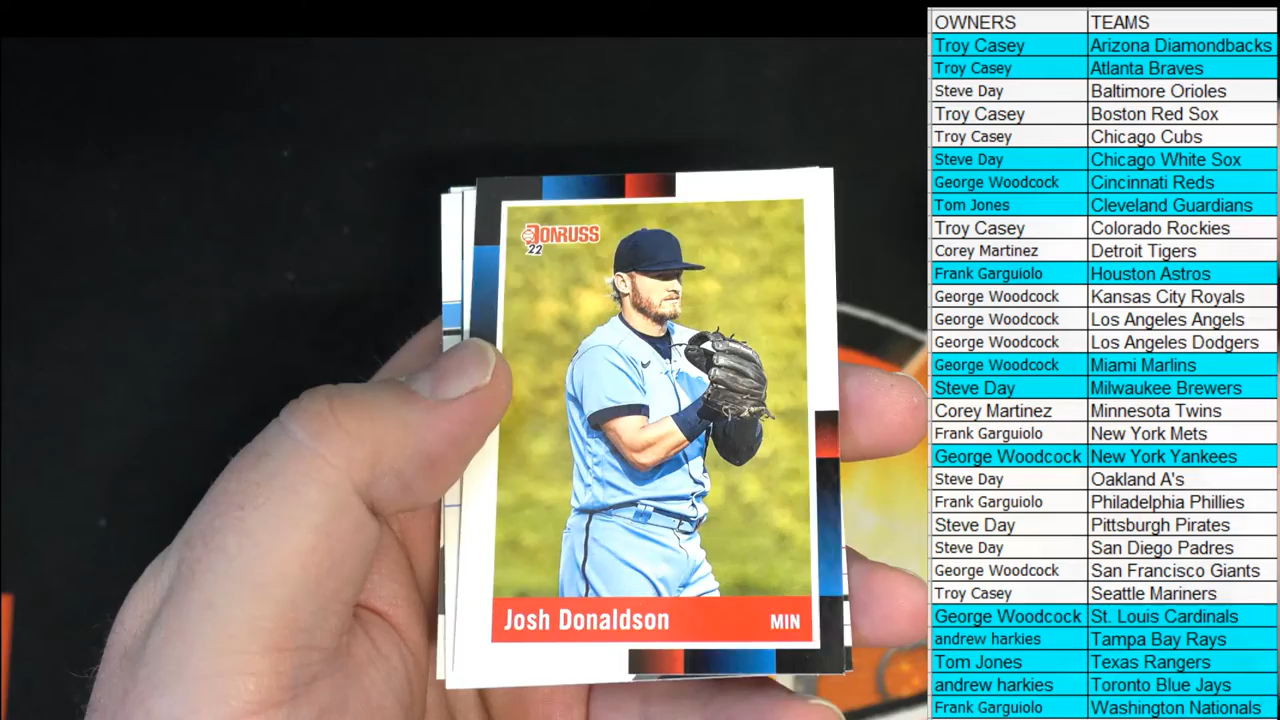 DONRUSS
22
Josh Donaldson MIN
OWNERS TEAMS
Troy Casey Arizona Diamondbacks
Troy Casey Atlanta Braves
Steve Day Baltimore Orioles
Troy Casey Boston Red Sox
Troy Casey Chicago Cubs
Steve Day Chicago White Sox
George Woodcock Cincinnati Reds
Tom Jones Cleveland Guardians
Troy Casey Colorado Rockies
Corey Martinez Detroit Tigers
Frank Garguiolo Houston Astros
George Woodcock Kansas City Royals
George Woodcock Los Angeles Angels
George Woodcock Los Angeles Dodgers
George Woodcock Miami Marlins
Steve Day Milwaukee Brewers
Corey Martinez Minnesota Twins
Frank Garguiolo New York Mets
George Woodcock New York Yankees
Steve Day Oakland A's
Frank Garguiolo Philadelphia Phillies
Steve Day Pittsburgh Pirates
Steve Day San Diego Padres
George Woodcock San Francisco Giants
Troy Casey Seattle Mariners
George Woodcock St. Louis Cardinals
andrew harkies Tampa Bay Rays
Tom Jones Texas Rangers
andrew harkies Toronto Blue Jays
Frank Garguiolo Washington Nationals